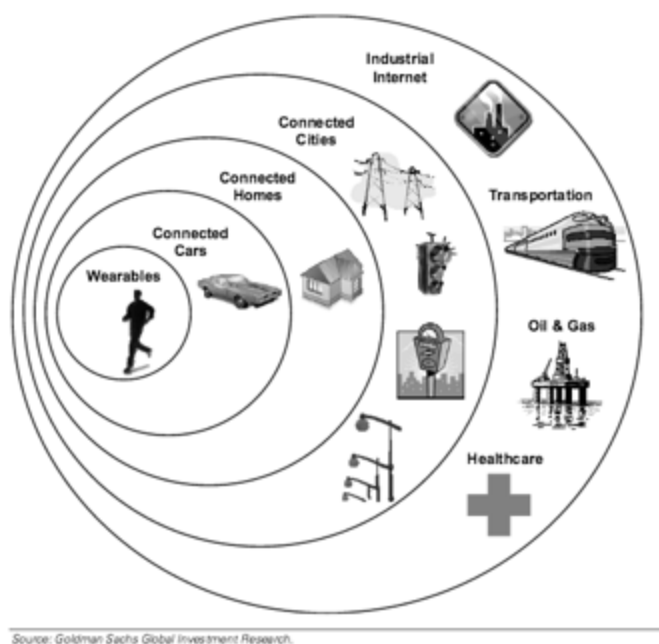 Industrial
Internet
Connected
Cities
Connected
Homes
Transportation
Connected
Cars
Wearables
Oil & Gas
Healthcare
Source: Goldman Sachs Global Investment Research.